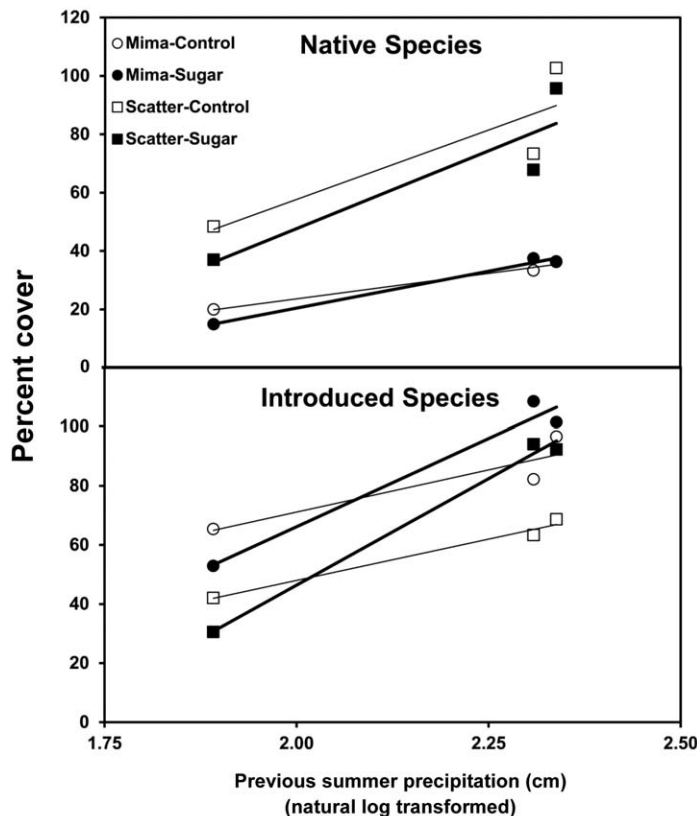 120
Native Species
Mima-Control
100
Mima-Sugar
Scatter-Control
80
Scatter-Sugar
60
40
20
0
Percent cover
Introduced Species
100
80
60
40
20
0
1.75 2.00 2.25 2.50
Previous summer precipitation (cm)
(natural log transformed)